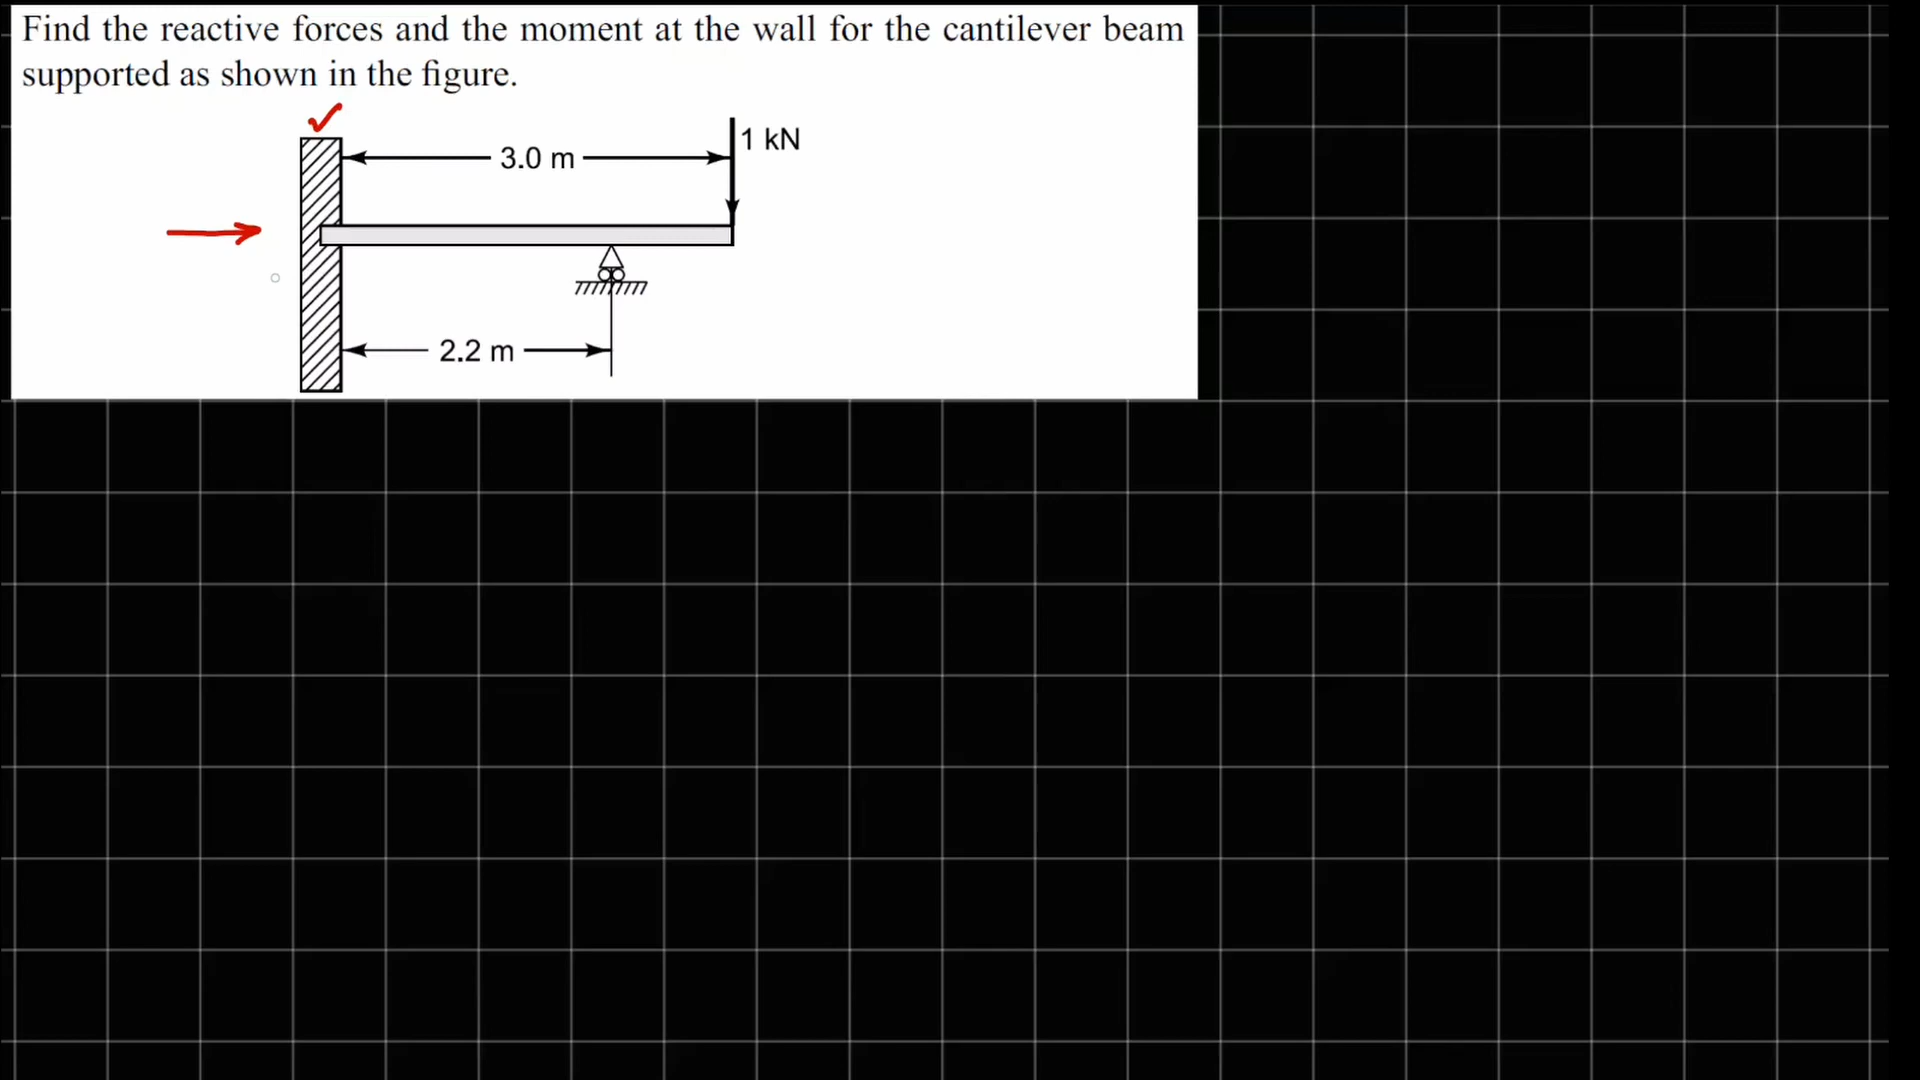 Find the reactive forces and the moment at the wall for the cantilever beam
supported as shown in the figure.
1 kN
3.0 m
2.2 m